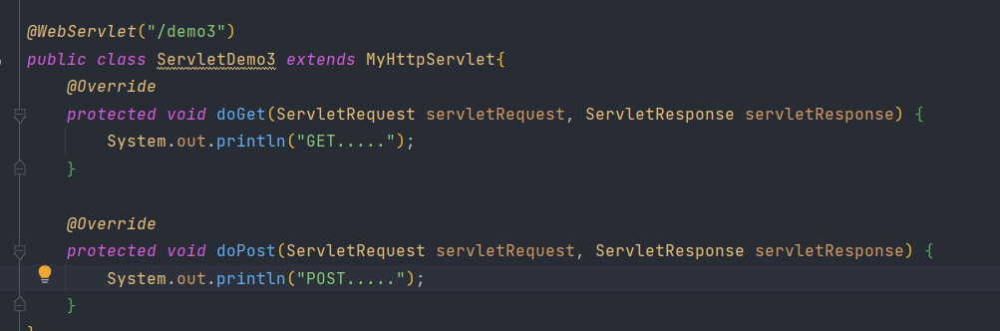 @WebServlet("/demo3")
public class ServletDemo3 extends MyHttpServlet{
@Override
protected void doGet(ServletRequest servletRequest, ServletResponse servletResponse) {
System.out.println("GET.....");
}
@Override
protected void doPost(ServletRequest servletRequest, ServletResponse servletResponse) {
System.out.println("POST.....");
}
}